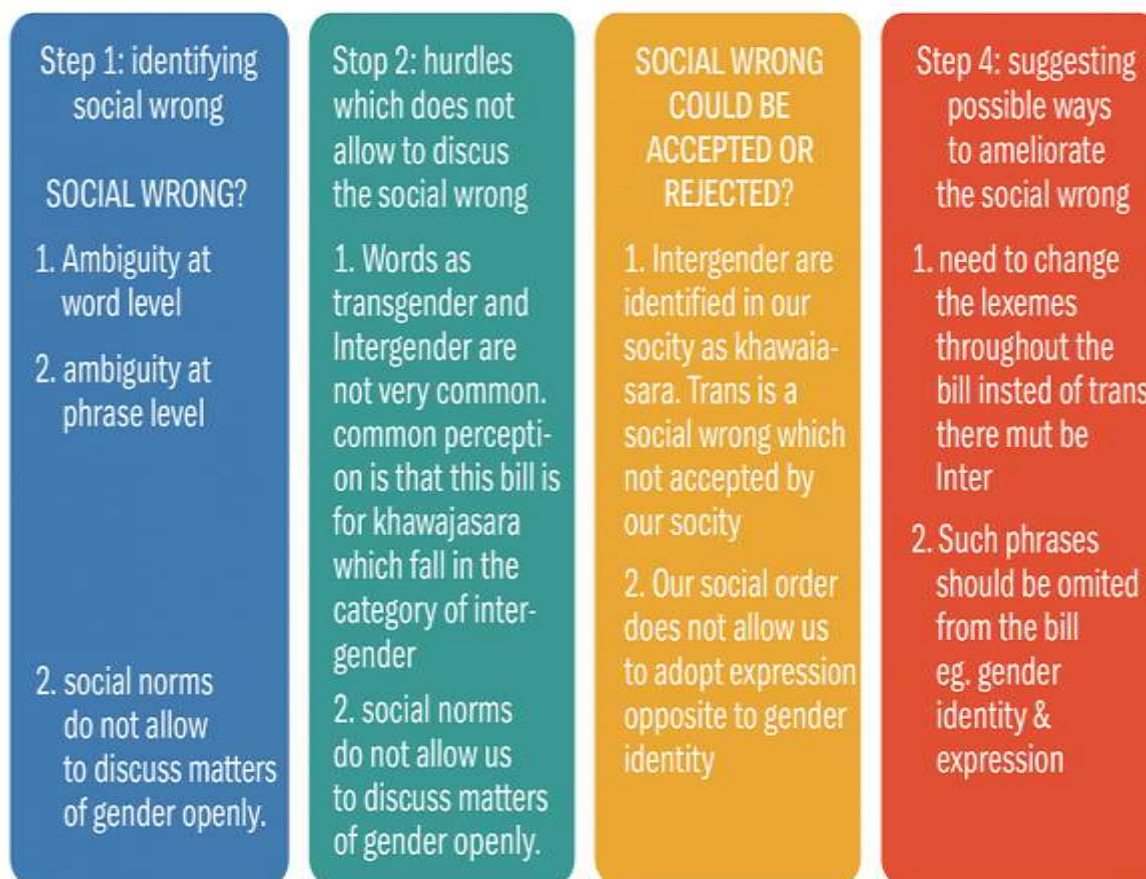 Step 1: identifying
social wrong
SOCIAL WRONG?
1. Ambiguity at
word level
2. ambiguity at
phrase level
2. social norms
do not allow
to discuss matters
of gender openly.
Stop 2: hurdles
which does not
allow to discus
the social wrong
1. Words as
transgender and
Intergender are
not very common.
common percepti-
on is that this bill is
for khawajasara
which fall in the
category of inter-
gender
2. social norms
do not allow us
to discuss matters
of gender openly.
SOCIAL WRONG
COULD BE
ACCEPTED OR
REJECTED?
1. Intergender are
identified in our
socity as khawaia-
sara. Trans is a
social wrong which
not accepted by
our socity
2. Our social order
does not allow us
to adopt expression
opposite to gender
identity
Step 4: suggesting
possible ways
to ameliorate
the social wrong
1. need to change
the lexemes
throughout the
bill insted of trans
there mut be
Inter
2. Such phrases
should be omited
from the bill
eg. gender
identity &
expression